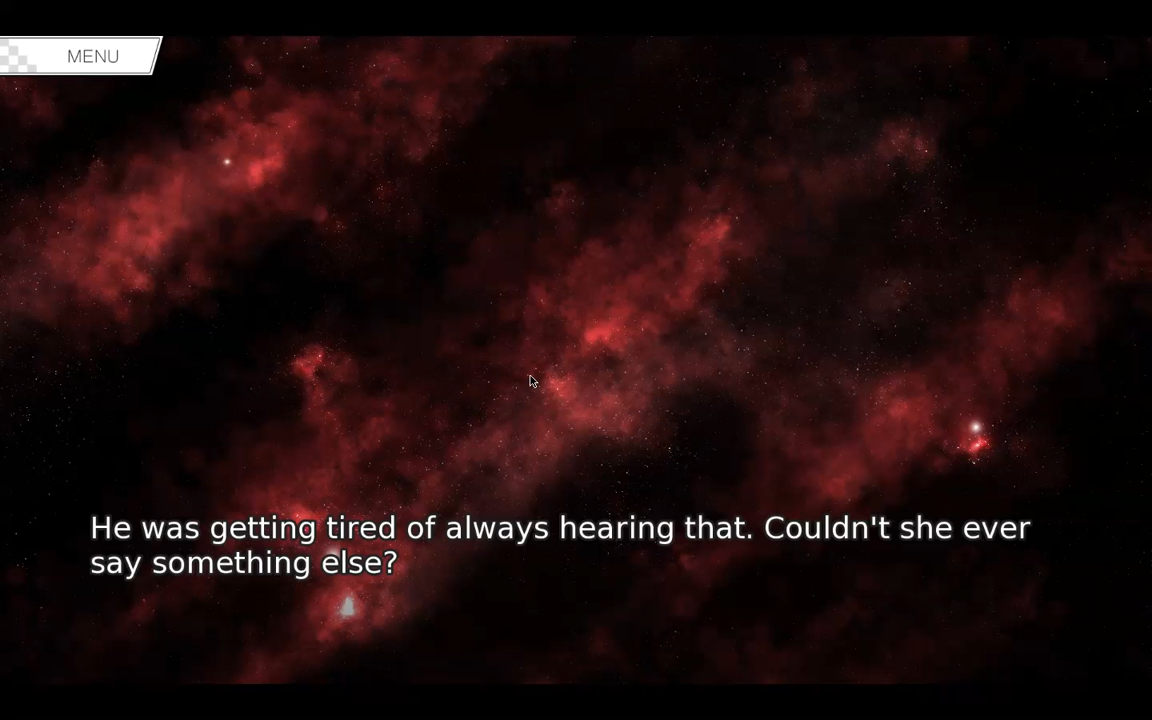 MENU
He was getting tired of always hearing that. Couldn't she ever
say something else?